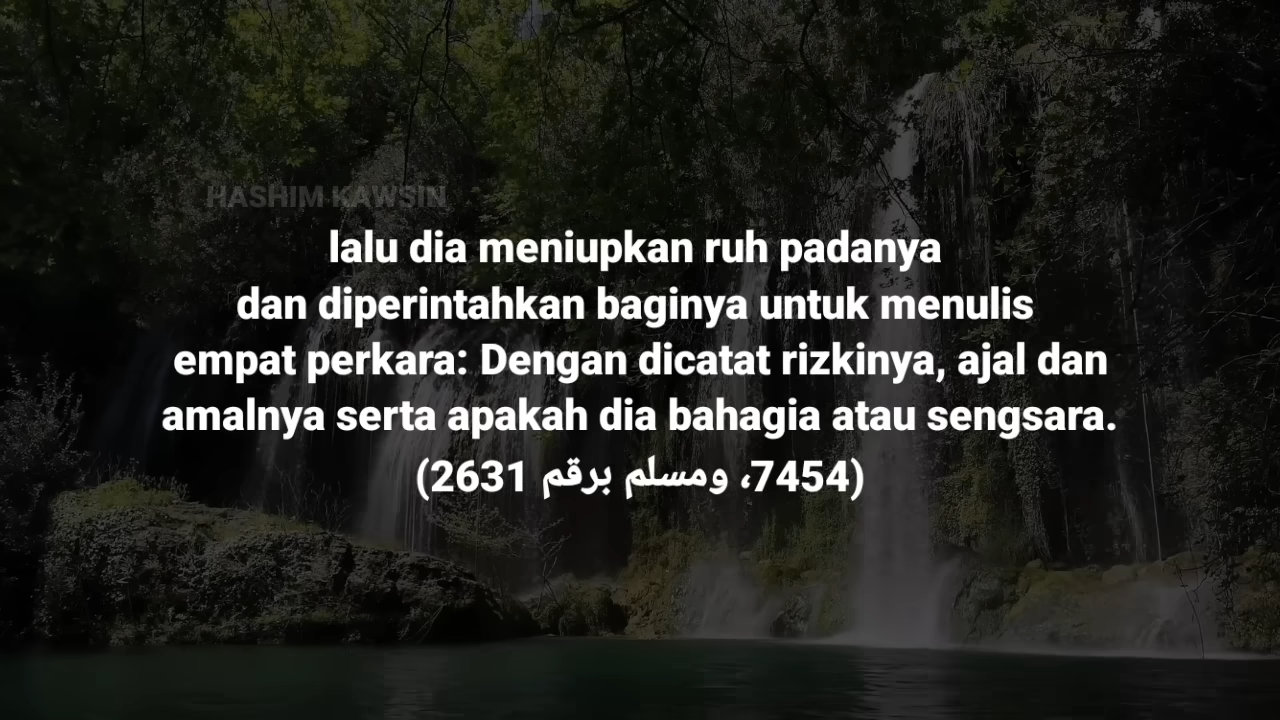 HASHIM KAWSIN
lalu dia meniupkan ruh padanya
dan diperintahkan baginya untuk menulis
empat perkara: Dengan dicatat rizkinya, ajal dan
amalnya serta apakah dia bahagia atau sengsara.
(7454، ومسلم برقم 2631)